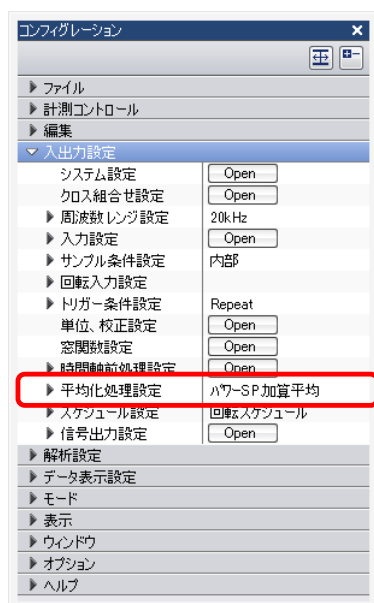 コンフィグレーション
ファイル
計測コントロール
編集
入出力設定
システム設定 Open
クロス組合せ設定 Open
周波数レンジ設定 20kHz
入力設定 Open
サンプル条件設定 内部
回転入力設定
トリガー条件設定 Repeat
単位、校正設定 Open
窓関数設定 Open
時間軸前処理設定 Open
平均化処理設定 パワーSP加算平均
スケジュール設定 回転スケジュール
信号出力設定 Open
解析設定
データ表示設定
モード
表示
ウィンドウ
オプション
ヘルプ